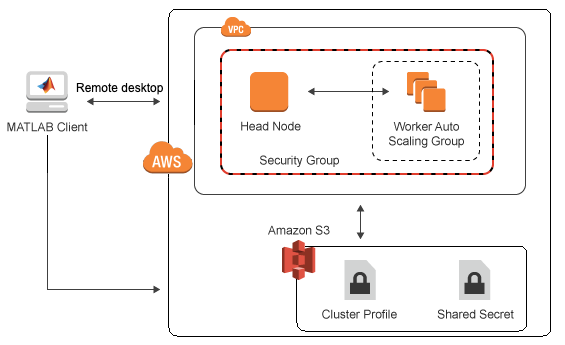 VPC
Remote desktop
MATLAB Client
Head Node
Worker Auto
Scaling Group
Security Group
AWS
Amazon S3
Cluster Profile
Shared Secret